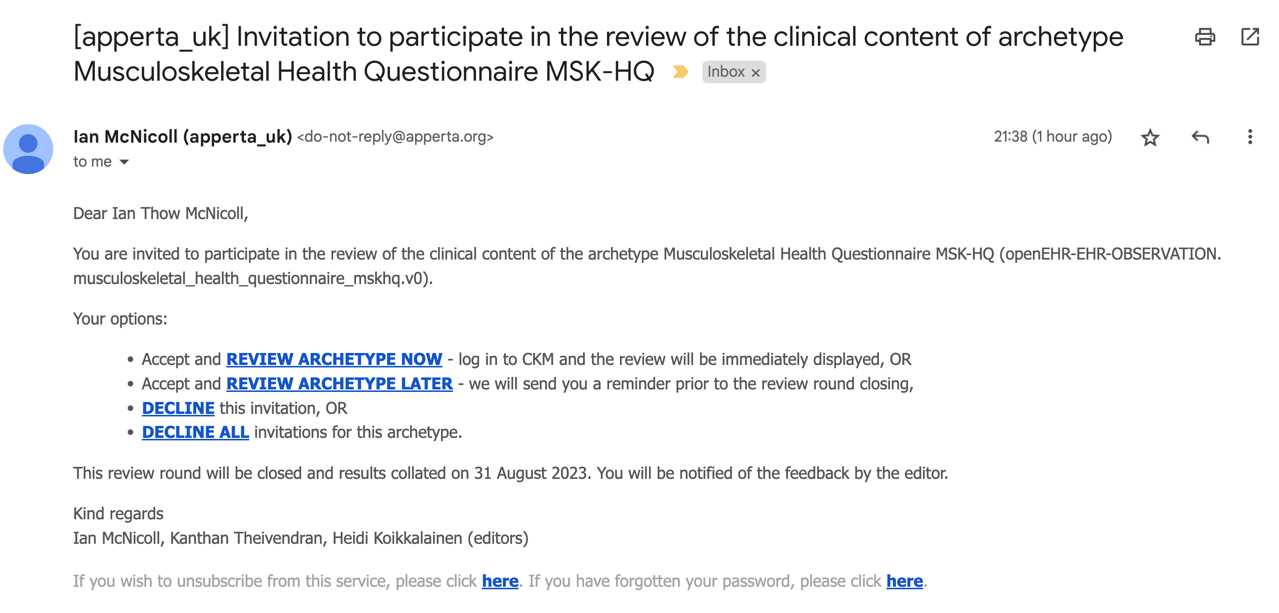 [apperta_uk] Invitation to participate in the review of the clinical content of archetype
Musculoskeletal Health Questionnaire MSK-HQ Inbox ×
Ian McNicoll (apperta_uk) <do-not-reply@apperta.org> 21:38 (1 hour ago)
to me
Dear Ian Thow McNicoll,
You are invited to participate in the review of the clinical content of the archetype Musculoskeletal Health Questionnaire MSK-HQ (openEHR-EHR-OBSERVATION.
musculoskeletal_health_questionnaire_mskhq.v0).
Your options:
• Accept and REVIEW ARCHETYPE NOW - log in to CKM and the review will be immediately displayed, OR
• Accept and REVIEW ARCHETYPE LATER - we will send you a reminder prior to the review round closing,
• DECLINE this invitation, OR
• DECLINE ALL invitations for this archetype.
This review round will be closed and results collated on 31 August 2023. You will be notified of the feedback by the editor.
Kind regards
Ian McNicoll, Kanthan Theivendran, Heidi Koikkalainen (editors)
If you wish to unsubscribe from this service, please click here. If you have forgotten your password, please click here.